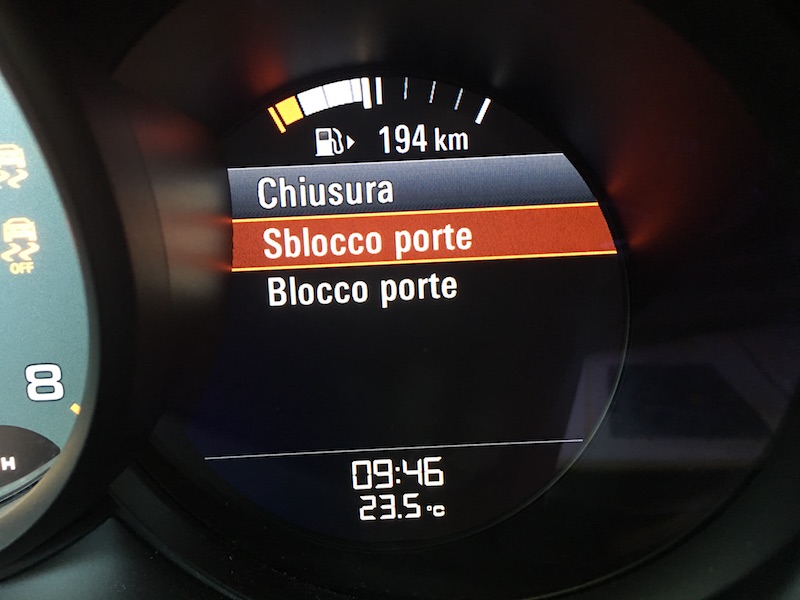 194 km
Chiusura
Sblocco porte
Blocco porte
OFF
8
H
09:46
23.5 °C